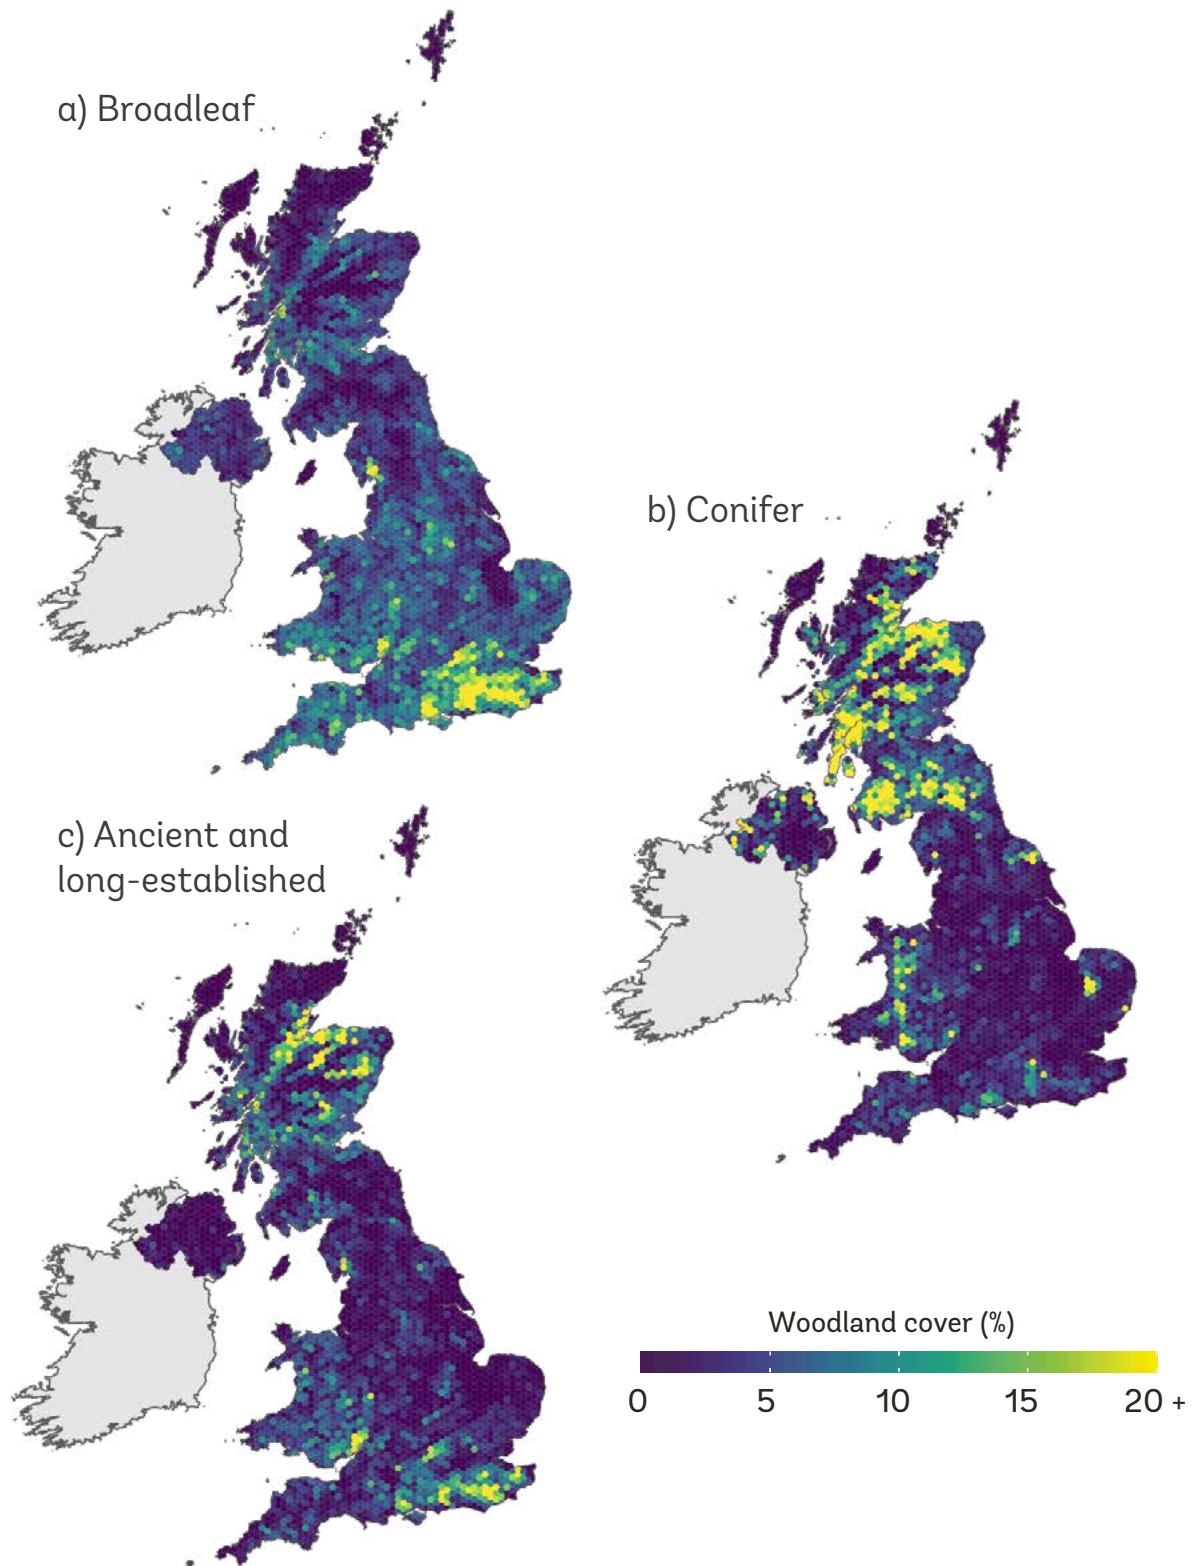 a) Broadleaf
b) Conifer
c) Ancient and
long-established
Woodland cover (%)
0 5 10 15 20 +